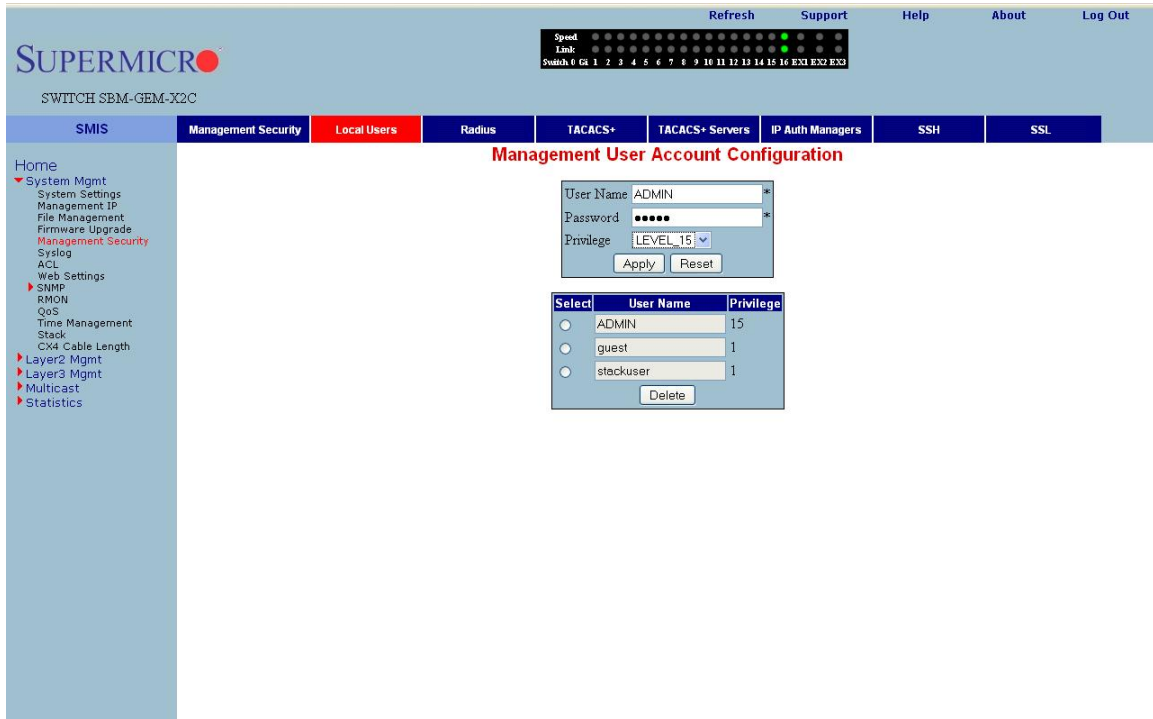 Refresh Support Help About Log Out
SUPERMICRO
SWITCH SBM-GEM-X2C
Speed
Link
Switch 0 Gi 1 2 3 4 5 6 7 8 9 10 11 12 13 14 15 16 EX1 EX2 EX3
SMIS Management Security Local Users Radius TACACS+ TACACS+ Servers IP Auth Managers SSH SSL
Home
System Mgmt
System Settings
Management IP
File Management
Firmware Upgrade
Management Security
Syslog
ACL
Web Settings
SNMP
RMON
QoS
Time Management
Stack
CX4 Cable Length
Layer2 Mgmt
Layer3 Mgmt
Multicast
Statistics
Management User Account Configuration
User Name ADMIN *
Password ●●●●● *
Privilege LEVEL_15
Apply Reset
Select User Name Privilege
ADMIN 15
guest 1
stackuser 1
Delete